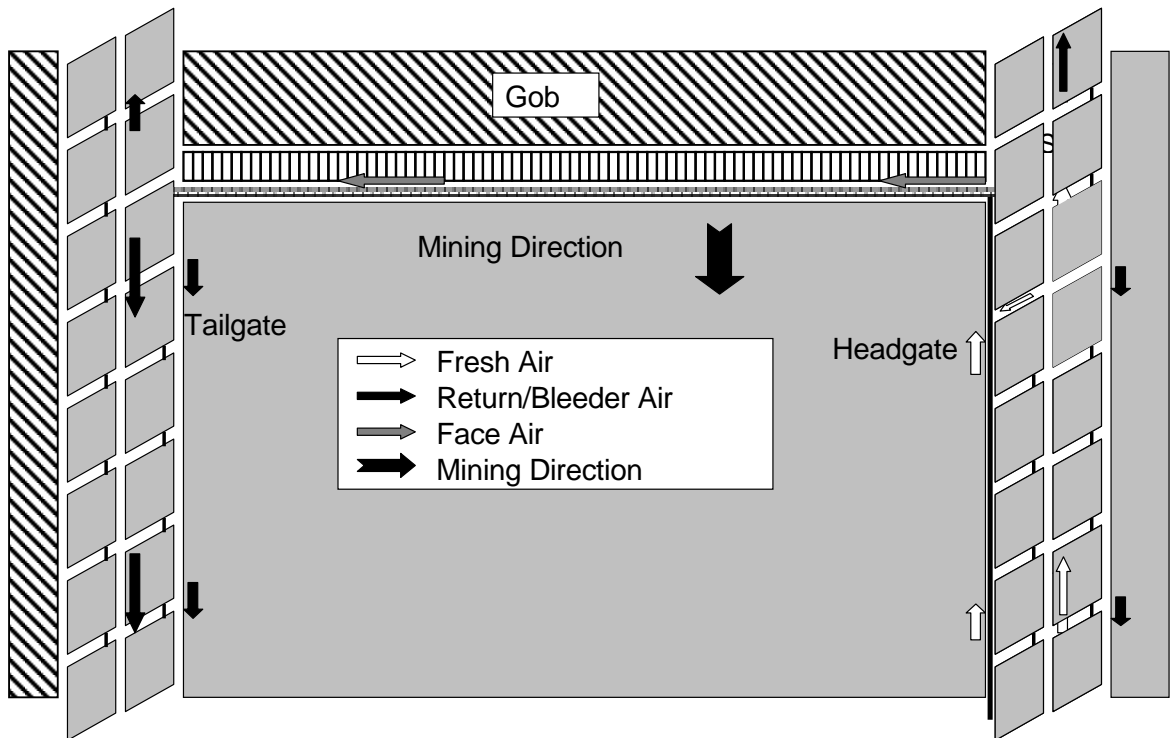 Gob
Mining Direction
Tailgate
Headgate
Fresh Air
Return/Bleeder Air
Face Air
Mining Direction